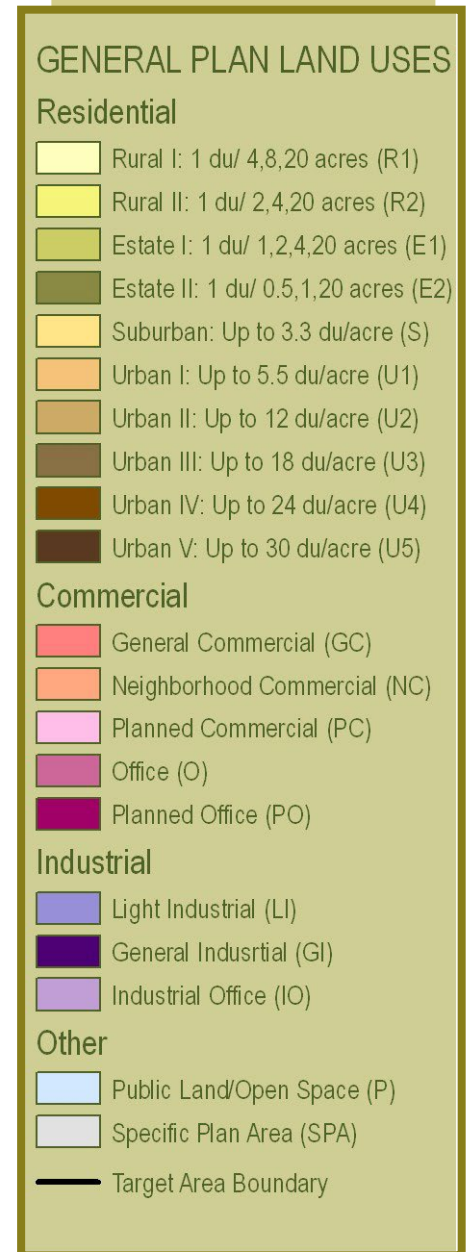 GENERAL PLAN LAND USES
Residential
Rural I: 1 du/ 4,8,20 acres (R1)
Rural II: 1 du/ 2,4,20 acres (R2)
Estate I: 1 du/ 1,2,4,20 acres (E1)
Estate II: 1 du/ 0.5,1,20 acres (E2)
Suburban: Up to 3.3 du/acre (S)
Urban I: Up to 5.5 du/acre (U1)
Urban II: Up to 12 du/acre (U2)
Urban III: Up to 18 du/acre (U3)
Urban IV: Up to 24 du/acre (U4)
Urban V: Up to 30 du/acre (U5)
Commercial
General Commercial (GC)
Neighborhood Commercial (NC)
Planned Commercial (PC)
Office (O)
Planned Office (PO)
Industrial
Light Industrial (LI)
General Indusrtial (GI)
Industrial Office (IO)
Other
Public Land/Open Space (P)
Specific Plan Area (SPA)
Target Area Boundary